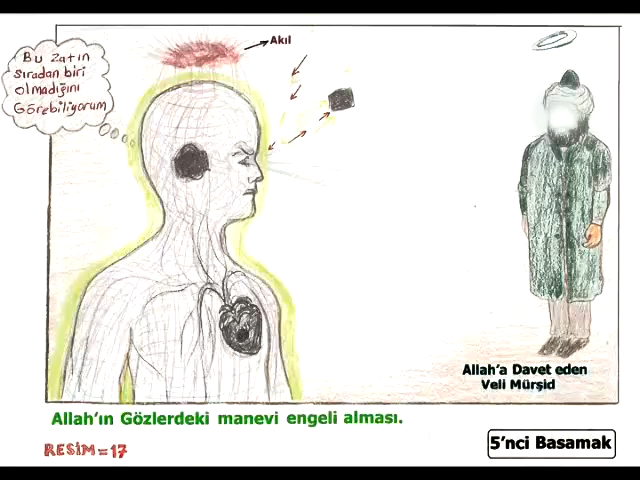 Akıl
Bu zatın
sıradan biri
olmadığını
Görebiliyorum
Allah'a Davet eden
Veli Mürşid
Allah'ın Gözlerdeki manevi engeli alması.
RESİM=17
5'nci Basamak